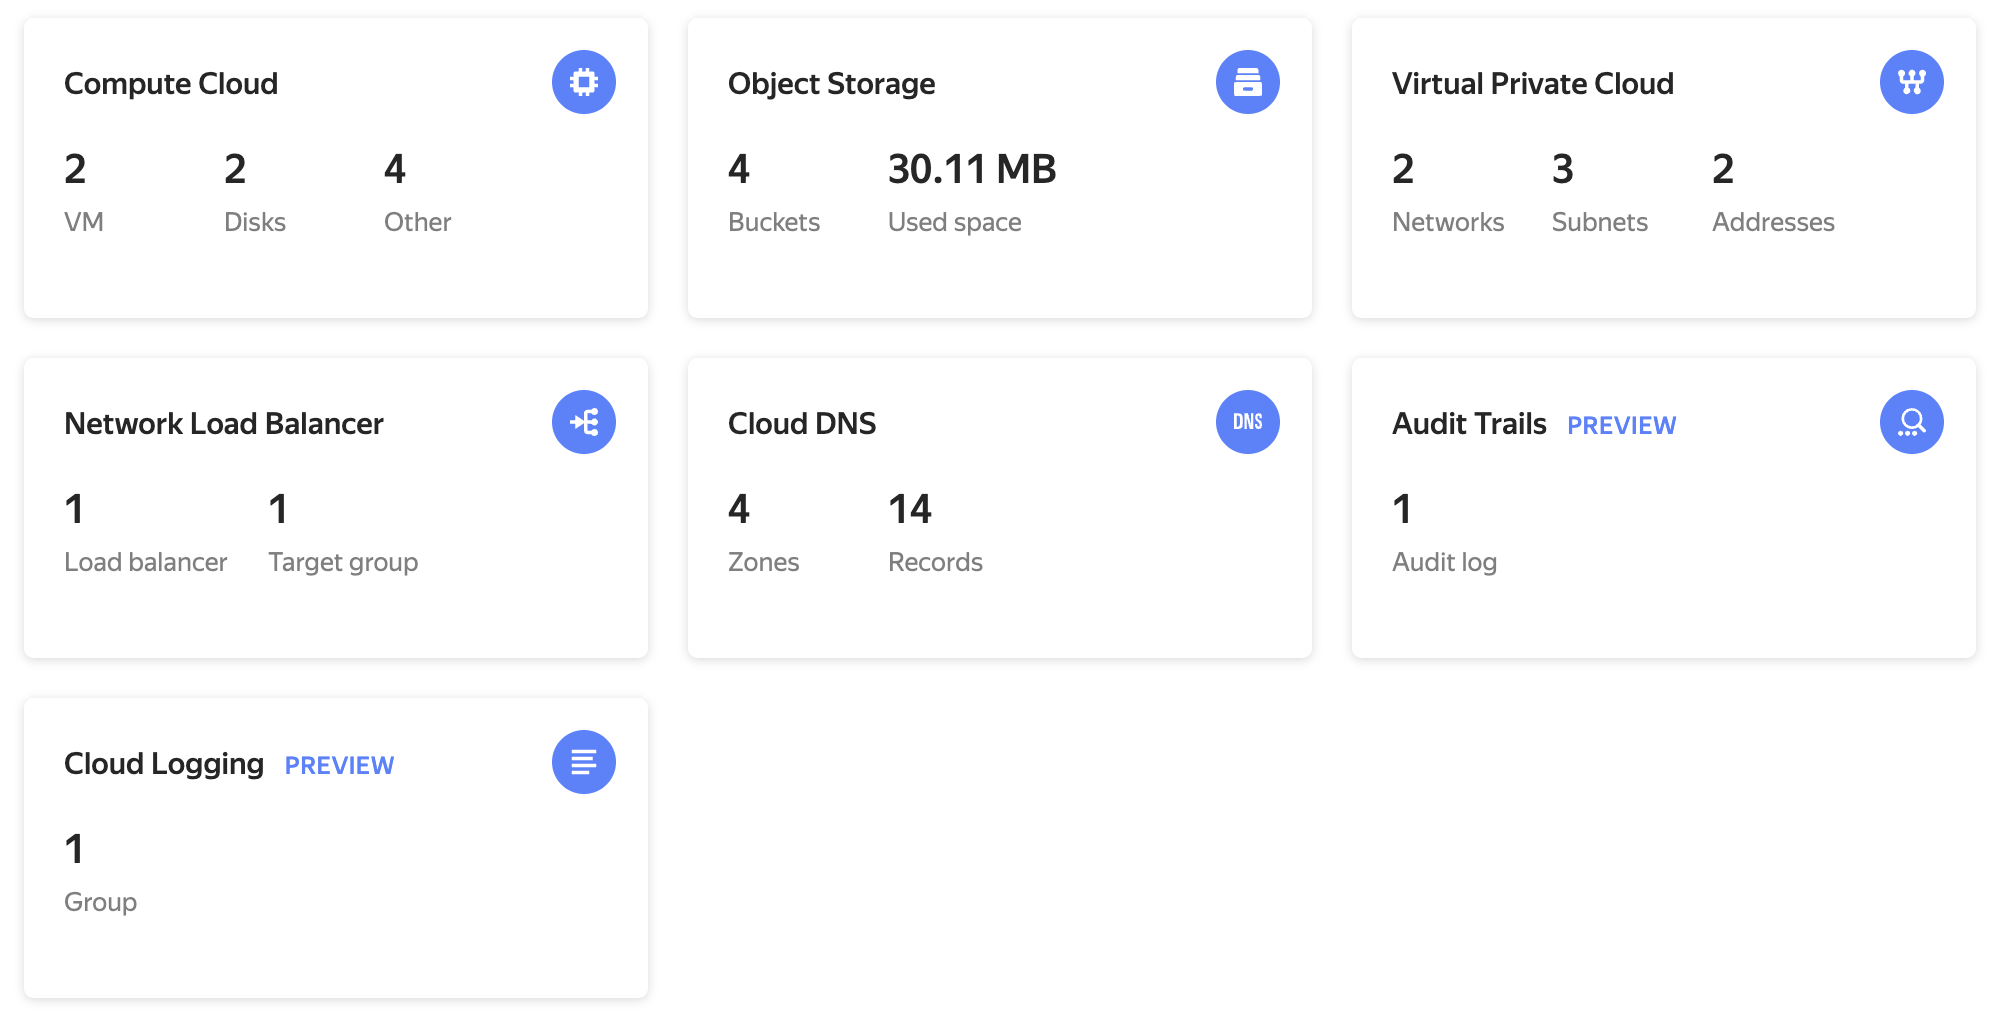 Compute Cloud
2 2 4
VM Disks Other
Object Storage
4 30.11 MB
Buckets Used space
Virtual Private Cloud
2 3 2
Networks Subnets Addresses
Network Load Balancer
1 1
Load balancer Target group
Cloud DNS
DNS
4 14
Zones Records
Audit Trails PREVIEW
1
Audit log
Cloud Logging PREVIEW
1
Group